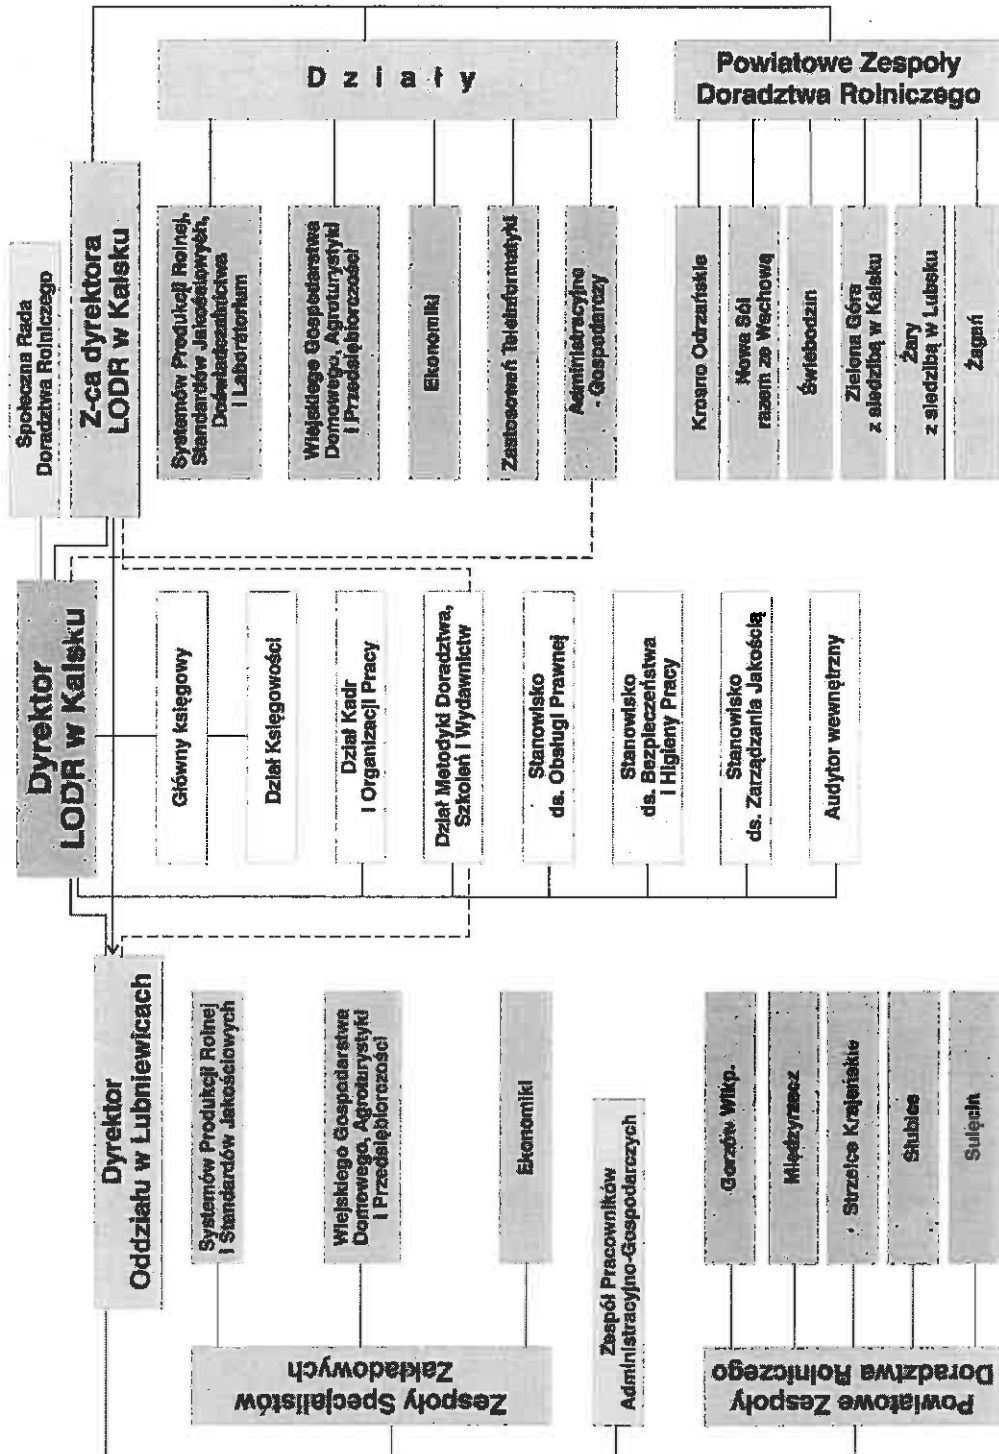 Dyrektor
LODR w Kalsku
Społeczna Rada
Doradztwa Rolniczego
Z-ca dyrektora
LODR w Kalsku
Dyrektor
Oddziału w Lubniewicach
Główny księgowy
Dział Księgowości
Dział Kadr
i Organizacji Pracy
Dział Metodyki Doradztwa,
Szkoleń i Wydawnictw
Stanowisko
ds. Obsługi Prawnej
Stanowisko
ds. Bezpieczeństwa
i Higieny Pracy
Stanowisko
ds. Zarządzania Jakością
Audytor wewnętrzny
Działy
Systemów Produkcji Rolnej,
Standardów Jakościowych,
Doświadczalnictwa
i Laboratorium
Wiejskiego Gospodarstwa
Domowego, Agroturystyki
i Przedsiębiorczości
Ekonomiki
Zastosowań Teleinformatyki
Administracyjno
- Gospodarczy
Powiatowe Zespoły
Doradztwa Rolniczego
Krosno Odrzańskie
Nowa Sól
razem ze Wschową
Świebodzin
Zielona Góra
z siedzibą w Kalsku
Żary
z siedzibą w Lubsku
Żagań
Zespoły Specjalistów
Zakładowych
Systemów Produkcji Rolnej
i Standardów Jakościowych
Wiejskiego Gospodarstwa
Domowego, Agroturystyki
i Przedsiębiorczości
Ekonomiki
Zespół Pracowników
Administracyjno-Gospodarczych
Powiatowe Zespoły
Doradztwa Rolniczego
Gorzów Wlkp.
Międzyrzecz
Strzelce Krajeńskie
Słubice
Sulęcin